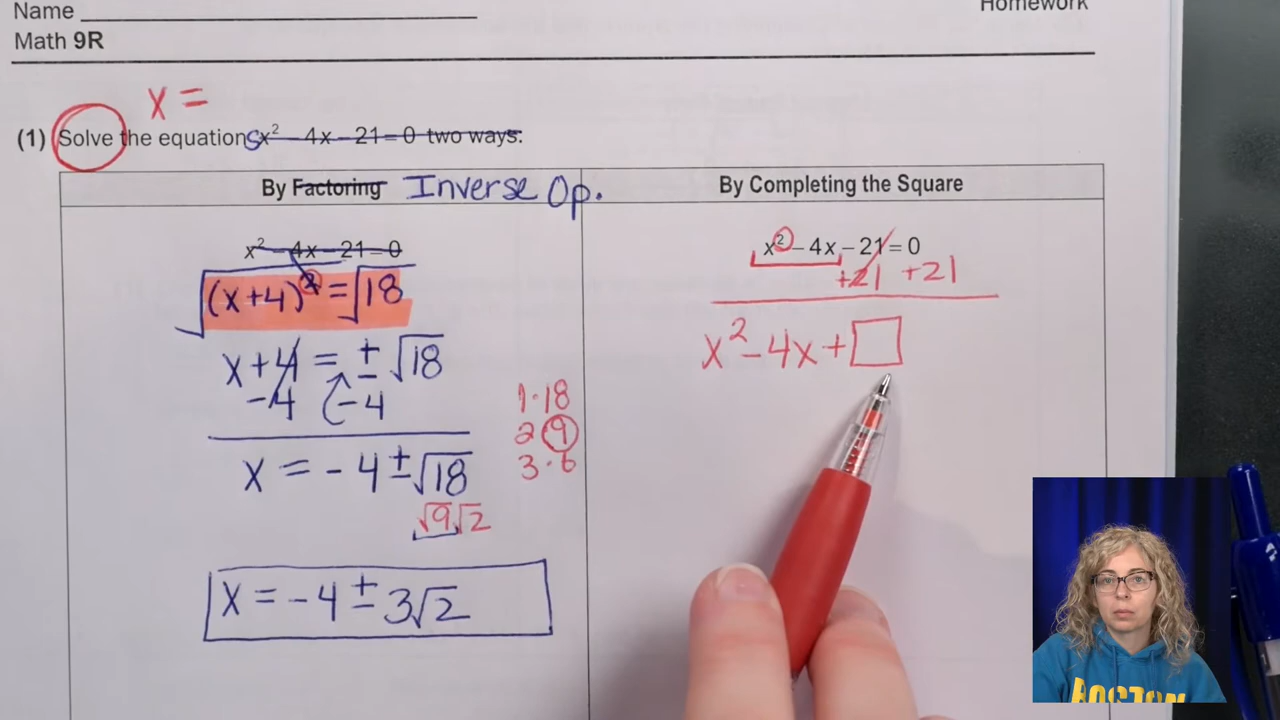 Name
Homework
Math 9R
x =
(1) Solve the equations x² - 4x - 21 = 0 two ways:
By Factoring Inverse Op.
By Completing the Square
x² - 4x - 21 = 0
√(x+4)² = √18
x+4 = ± √18
-4 -4
x = -4 ± √18
√9 √2
1·18
2 9
3·6
x = -4 ± 3√2
x² - 4x - 21 = 0
+21 +21
x² - 4x + □
BOSTON